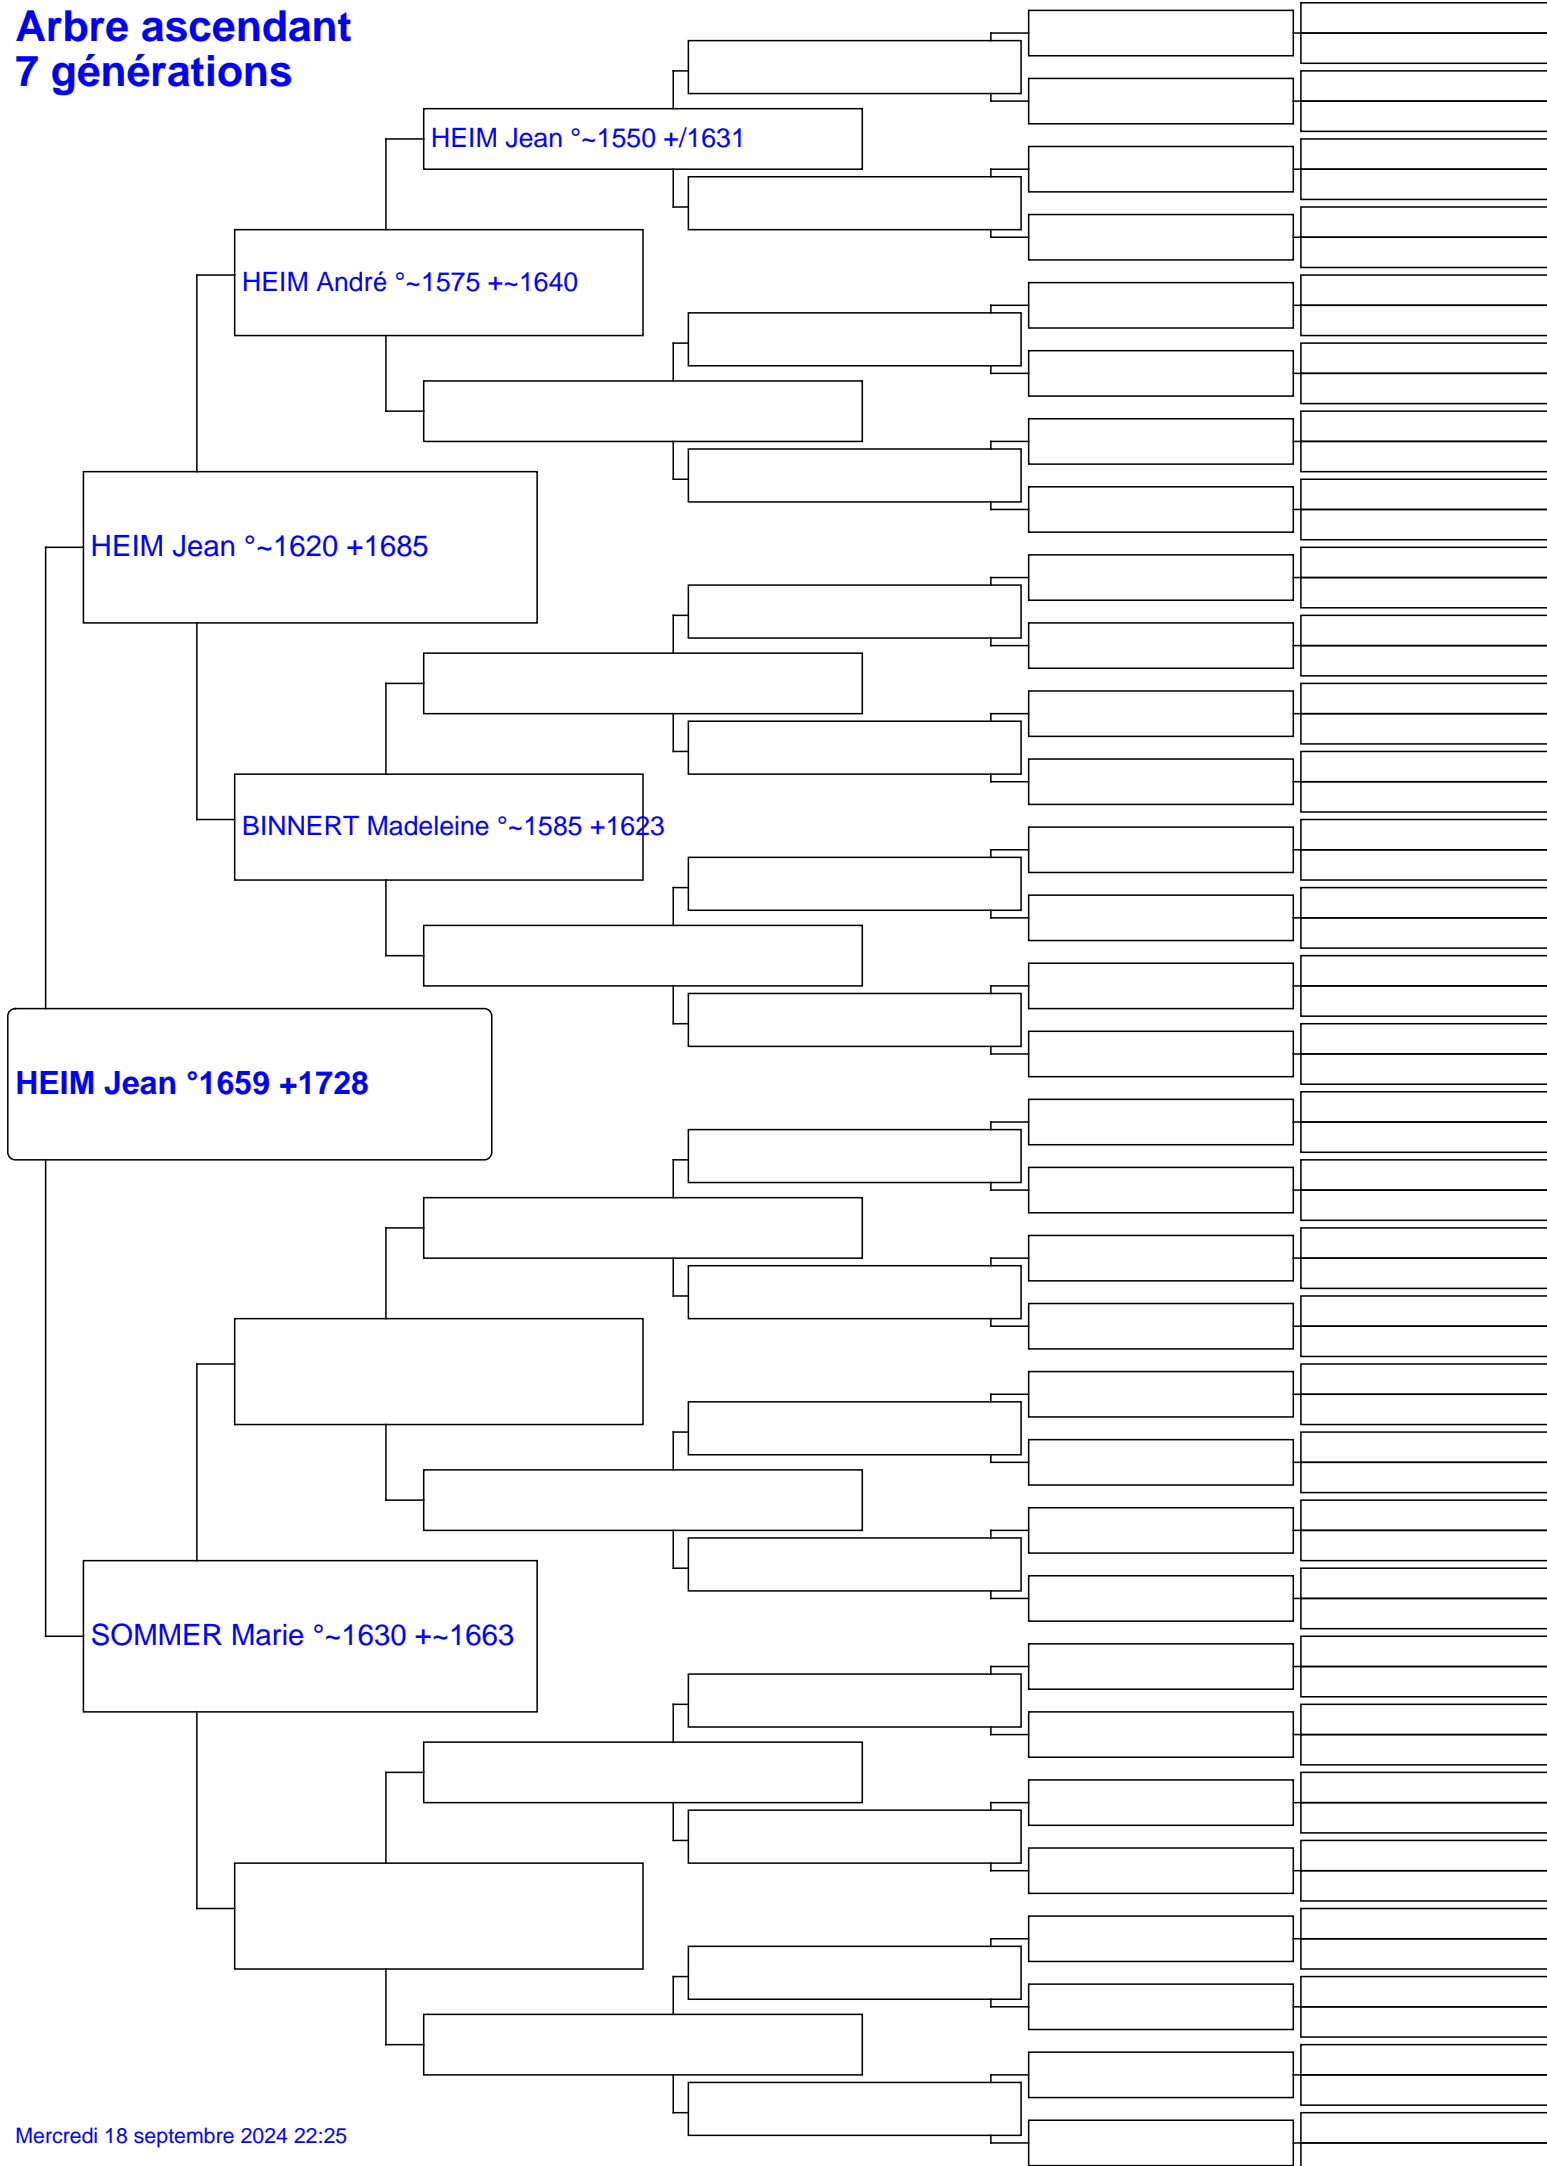 Arbre ascendant
7 générations
HEIM Jean °~1550 +/1631
HEIM André °~1575 +~1640
HEIM Jean °~1620 +1685
BINNERT Madeleine °~1585 +1623
HEIM Jean °1659 +1728
SOMMER Marie °~1630 +~1663
Mercredi 18 septembre 2024 22:25